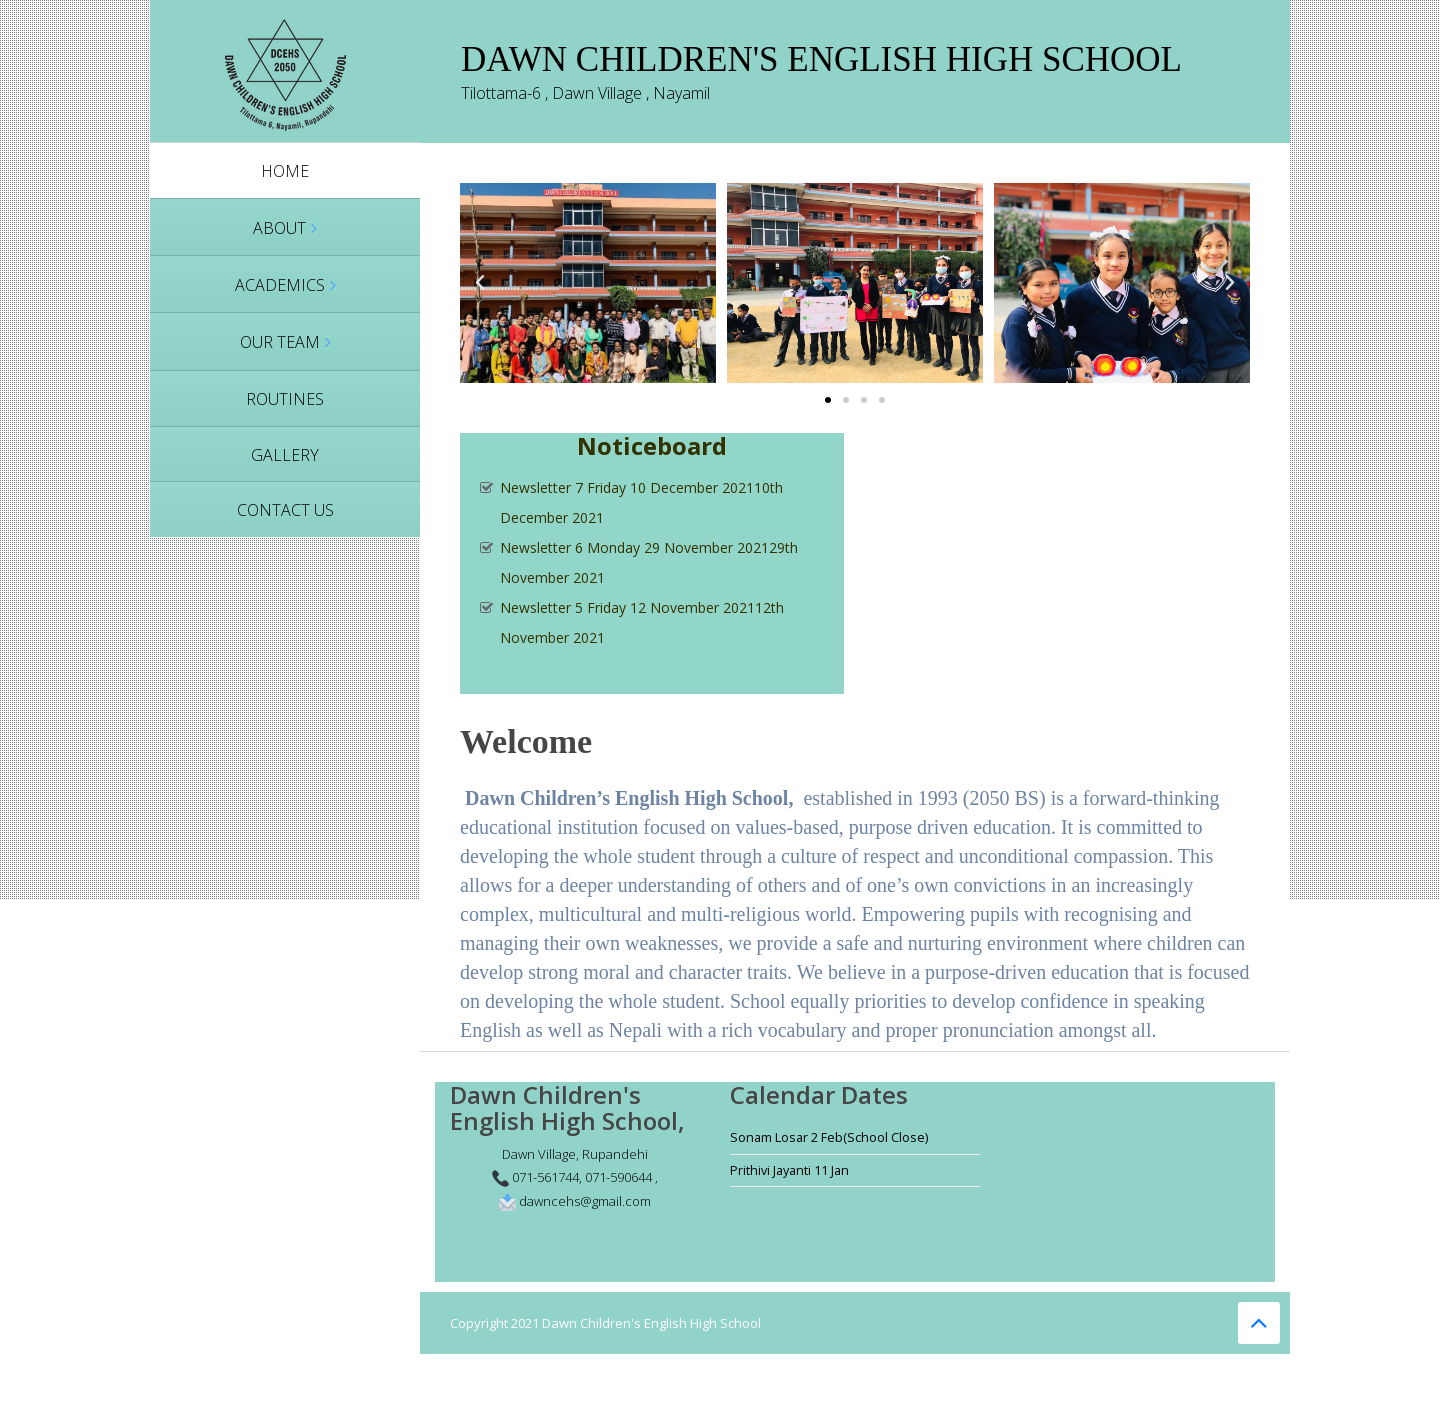 DCEHS
2050
DAWN CHILDREN'S ENGLISH HIGH SCHOOL
Tilottama 6, Nayamil, Rupandehi
DAWN CHILDREN'S ENGLISH HIGH SCHOOL
Tilottama-6 , Dawn Village , Nayamil
HOME
ABOUT
ACADEMICS
OUR TEAM
ROUTINES
GALLERY
CONTACT US
Noticeboard
Newsletter 7 Friday 10 December 202110th
December 2021
Newsletter 6 Monday 29 November 202129th
November 2021
Newsletter 5 Friday 12 November 202112th
November 2021
Welcome
Dawn Children’s English High School,  established in 1993 (2050 BS) is a forward-thinking
educational institution focused on values-based, purpose driven education. It is committed to
developing the whole student through a culture of respect and unconditional compassion. This
allows for a deeper understanding of others and of one’s own convictions in an increasingly
complex, multicultural and multi-religious world. Empowering pupils with recognising and
managing their own weaknesses, we provide a safe and nurturing environment where children can
develop strong moral and character traits. We believe in a purpose-driven education that is focused
on developing the whole student. School equally priorities to develop confidence in speaking
English as well as Nepali with a rich vocabulary and proper pronunciation amongst all.
Dawn Children's
English High School,
Dawn Village, Rupandehi
071-561744, 071-590644 ,
dawncehs@gmail.com
Calendar Dates
Sonam Losar 2 Feb(School Close)
Prithivi Jayanti 11 Jan
Copyright 2021 Dawn Children's English High School